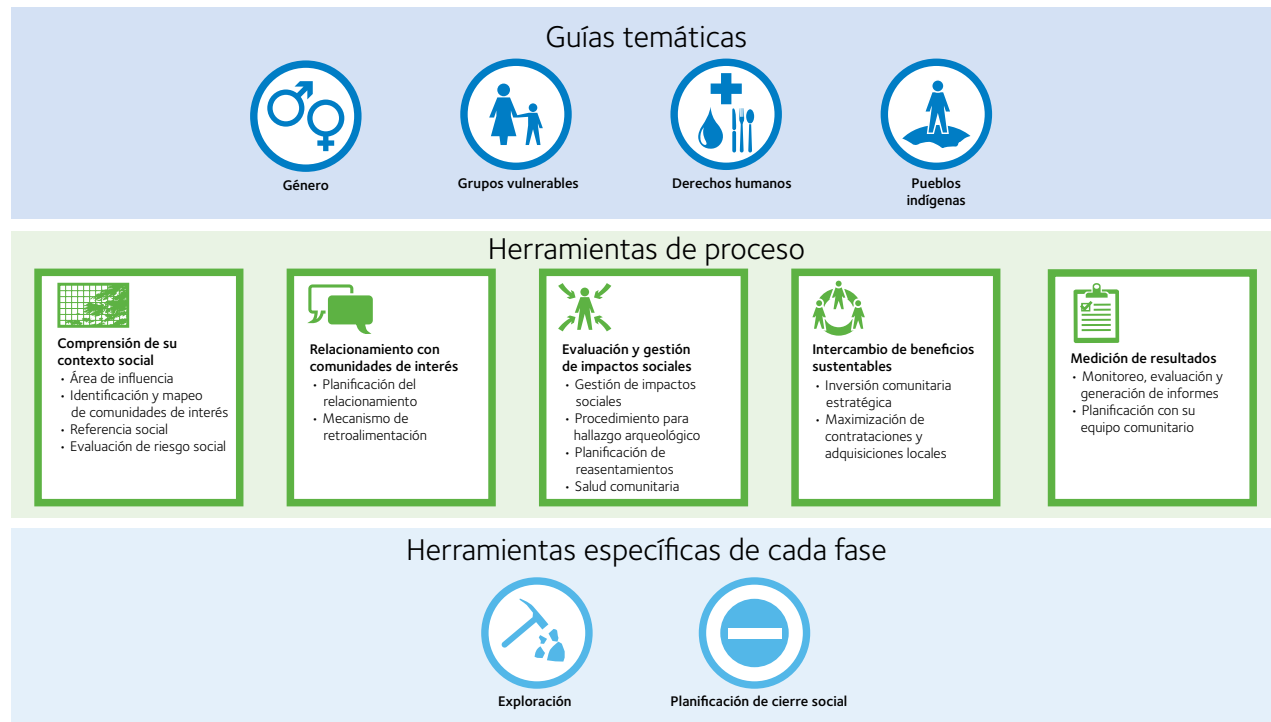 Guías temáticas
Género
Grupos vulnerables
Derechos humanos
Pueblos
indígenas
Herramientas de proceso
Comprensión de su
contexto social
• Área de influencia
• Identificación y mapeo
de comunidades de interés
• Referencia social
• Evaluación de riesgo social
Relacionamiento con
comunidades de interés
• Planificación del
relacionamiento
• Mecanismo de
retroalimentación
Evaluación y gestión
de impactos sociales
• Gestión de impactos
sociales
• Procedimiento para
hallazgo arqueológico
• Planificación de
reasentamientos
• Salud comunitaria
Intercambio de beneficios
sustentables
• Inversión comunitaria
estratégica
• Maximización de
contrataciones y
adquisiciones locales
Medición de resultados
• Monitoreo, evaluación y
generación de informes
• Planificación con su
equipo comunitario
Herramientas específicas de cada fase
Exploración
Planificación de cierre social